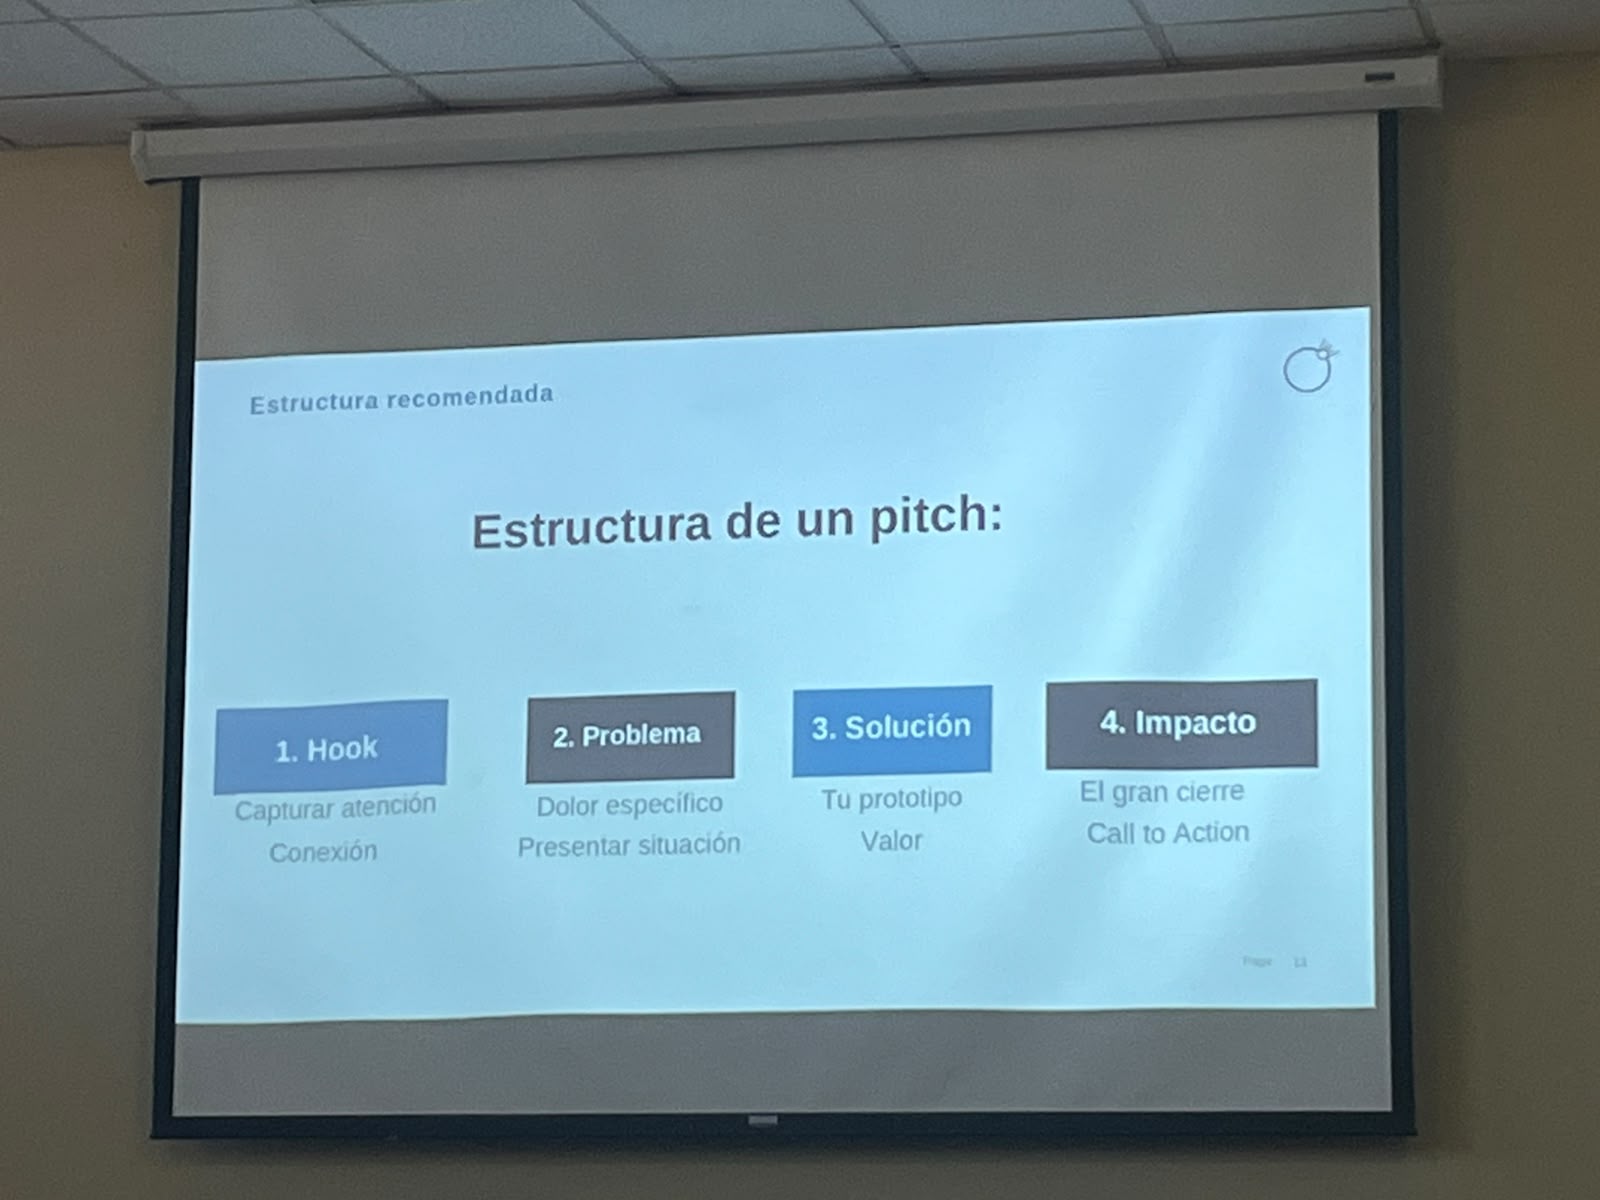 Estructura recomendada
Estructura de un pitch:
1. Hook
Capturar atención
Conexión
2. Problema
Dolor específico
Presentar situación
3. Solución
Tu prototipo
Valor
4. Impacto
El gran cierre
Call to Action
Page